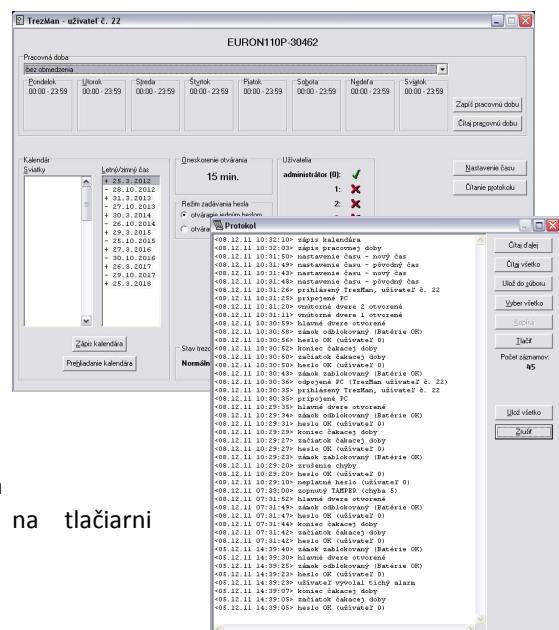 TrezMan - užívateľ č. 22
EURON110P-30462
Pracovná doba
bez obmedzenia
Pondelok Utorok Streda Štvrtok Piatok Sobota Nedeľa Sviatok
00:00 - 23:59 00:00 - 23:59 00:00 - 23:59 00:00 - 23:59 00:00 - 23:59 00:00 - 23:59 00:00 - 23:59 00:00 - 23:59
Zapíš pracovnú dobu
Čítaj pracovnú dobu
Kalendár
Sviatky
Letný/zimný čas
+ 25.3.2012
- 28.10.2012
+ 31.3.2013
- 27.10.2013
+ 30.3.2014
- 26.10.2014
+ 29.3.2015
- 25.10.2015
+ 27.3.2016
- 30.10.2016
+ 26.3.2017
- 29.10.2017
+ 25.3.2018
Zápis kalendára
Prehliadanie kalendára
Oneskorenie otvárania
15 min.
Režim zadávania hesla
otváranie jedným heslom
otvára
Užívatelia
administrátor (0):
1:
2:
Nastavenie času
Čítanie protokolu
Stav trezo
Normáln
Protokol
<08.12.11 10:32:10> zápis kalendára
<08.12.11 10:32:03> zápis pracovnej doby
<08.12.11 10:31:50> nastavenie času - nový čas
<08.12.11 10:31:49> nastavenie času - pôvodný čas
<08.12.11 10:31:43> nastavenie času - nový čas
<08.12.11 10:31:48> nastavenie času - pôvodný čas
<08.12.11 10:31:26> prihlásený TrezMan, užívateľ č. 22
<08.12.11 10:31:25> pripojené PC
<08.12.11 10:31:20> vnútorné dvere 2 otvorené
<08.12.11 10:31:11> vnútorné dvere 1 otvorené
<08.12.11 10:30:59> hlavné dvere otvorené
<08.12.11 10:30:58> zámok odblokovaný (Batérie OK)
<08.12.11 10:30:56> heslo OK (užívateľ 0)
<08.12.11 10:30:52> koniec čakacej doby
<08.12.11 10:30:50> začiatok čakacej doby
<08.12.11 10:30:50> heslo OK (užívateľ 0)
<08.12.11 10:30:43> zámok zablokovaný (Batérie OK)
<08.12.11 10:30:36> odpojené PC (TrezMan užívateľ č. 22)
<08.12.11 10:30:35> prihlásený TrezMan, užívateľ č. 22
<08.12.11 10:30:35> pripojené PC
<08.12.11 10:29:35> hlavné dvere otvorené
<08.12.11 10:29:34> zámok odblokovaný (Batérie OK)
<08.12.11 10:29:31> heslo OK (užívateľ 0)
<08.12.11 10:29:29> koniec čakacej doby
<08.12.11 10:29:27> začiatok čakacej doby
<08.12.11 10:29:27> heslo OK (užívateľ 0)
<08.12.11 10:29:23> zámok zablokovaný (Batérie OK)
<08.12.11 10:29:20> zrušenie chyby
<08.12.11 10:29:20> heslo OK (užívateľ 0)
<08.12.11 10:29:10> neplatné heslo (užívateľ 0)
<08.12.11 07:33:00> zopnutý TAMPER (chyba 5)
<08.12.11 07:31:52> hlavné dvere otvorené
<08.12.11 07:31:49> zámok odblokovaný (Batérie OK)
<08.12.11 07:31:47> heslo OK (užívateľ 0)
<08.12.11 07:31:44> koniec čakacej doby
<08.12.11 07:31:42> začiatok čakacej doby
<08.12.11 07:31:42> heslo OK (užívateľ 0)
<05.12.11 14:39:40> zámok zablokovaný (Batérie OK)
<05.12.11 14:39:30> hlavné dvere otvorené
<05.12.11 14:39:25> zámok odblokovaný (Batérie OK)
<05.12.11 14:39:23> heslo OK (užívateľ 0)
<05.12.11 14:39:23> užívateľ vyvolal tichý alarm
<05.12.11 14:39:07> koniec čakacej doby
<05.12.11 14:39:05> začiatok čakacej doby
<05.12.11 14:39:05> heslo OK (užívateľ 0)
Čítaj ďalej
Čítaj všetko
Ulož do súboru
Vyber všetko
Kopíruj
Tlačiť
Počet záznamov:
45
Ulož všetko
Zrušiť
na tlačiarni